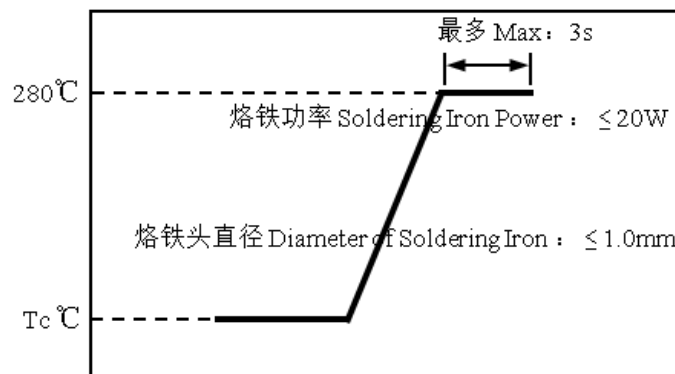 最多 Max：3s
280℃
烙铁功率 Soldering Iron Power：≤20W
烙铁头直径 Diameter of Soldering Iron：≤1.0mm
Tc ℃